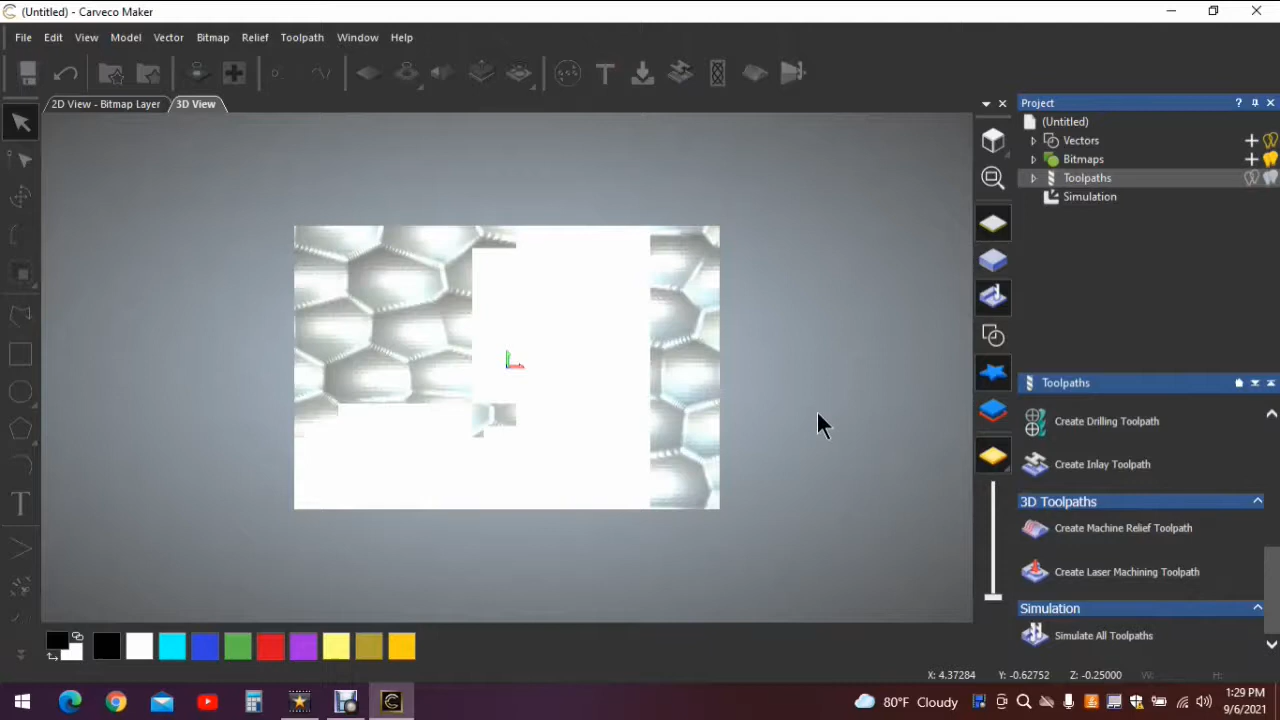 (Untitled) - Carveco Maker
File Edit View Model Vector Bitmap Relief Toolpath Window Help
2D View - Bitmap Layer 3D View
Project
(Untitled)
Vectors
Bitmaps
Toolpaths
Simulation
Toolpaths
Create Drilling Toolpath
Create Inlay Toolpath
3D Toolpaths
Create Machine Relief Toolpath
Create Laser Machining Toolpath
Simulation
Simulate All Toolpaths
X: 4.37284 Y: -0.62752 Z: -0.25000 W: H:
80°F Cloudy
1:29 PM
9/6/2021